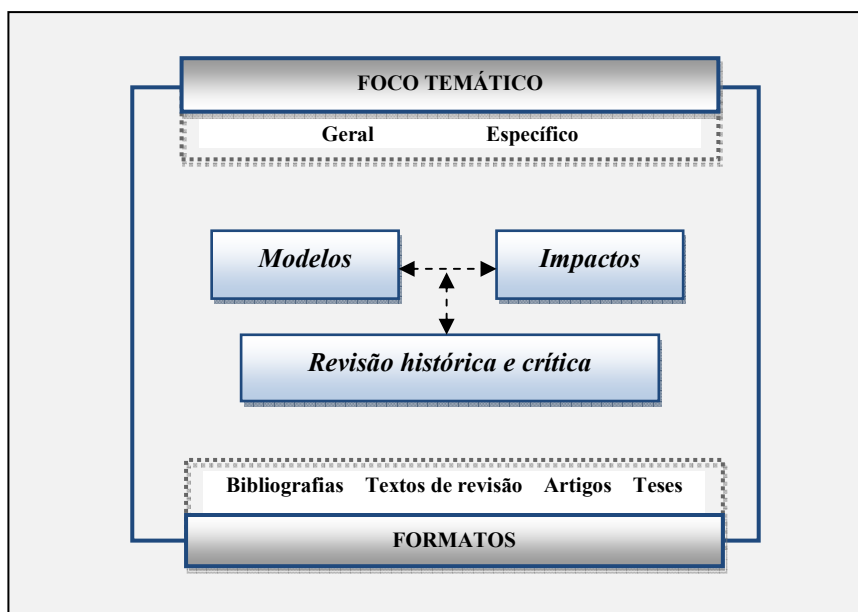 FOCO TEMÁTICO
Geral Específico
Modelos Impactos
Revisão histórica e crítica
Bibliografias Textos de revisão Artigos Teses
FORMATOS